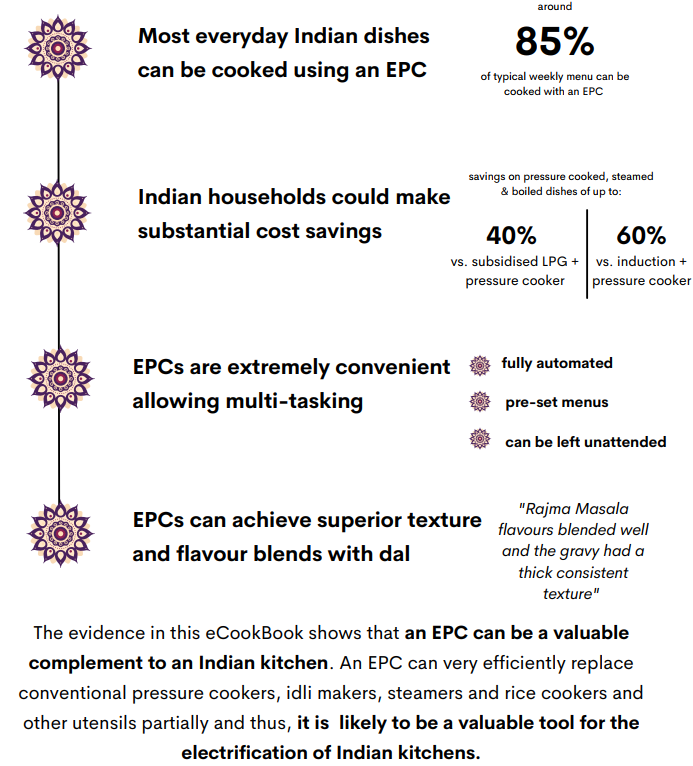 around
Most everyday Indian dishes
can be cooked using an EPC
85%
of typical weekly menu can be
cooked with an EPC
Indian households could make
substantial cost savings
savings on pressure cooked, steamed
& boiled dishes of up to:
40%
vs. subsidised LPG +
pressure cooker
60%
vs. induction +
pressure cooker
EPCs are extremely convenient
allowing multi-tasking
fully automated
pre-set menus
can be left unattended
EPCs can achieve superior texture
and flavour blends with dal
"Rajma Masala
flavours blended well
and the gravy had a
thick consistent
texture"
The evidence in this eCookBook shows that an EPC can be a valuable
complement to an Indian kitchen. An EPC can very efficiently replace
conventional pressure cookers, idli makers, steamers and rice cookers and
other utensils partially and thus, it is likely to be a valuable tool for the
electrification of Indian kitchens.